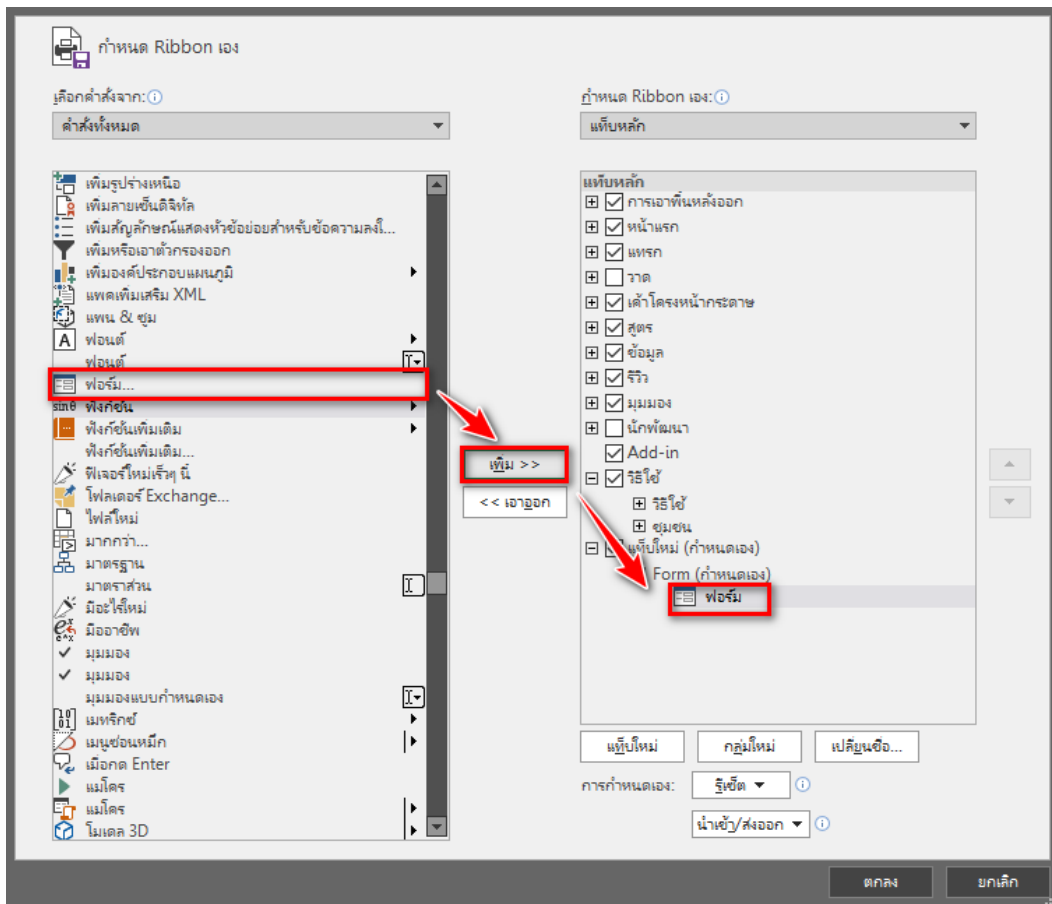 กำหนด Ribbon เอง
เลือกคำสั่งจาก:
คำสั่งทั้งหมด
เพิ่มรูปร่างเหนือ
เพิ่มลายเซ็นดิจิทัล
เพิ่มสัญลักษณ์แสดงหัวข้อย่อยสำหรับข้อความลงใ...
เพิ่มหรือเอาตัวกรองออก
เพิ่มองค์ประกอบแผนภูมิ
แพคเพิ่มเสริม XML
แพน & ซูม
A ฟอนต์
ฟอนต์
ฟอร์ม...
sinθ ฟังก์ชัน
ฟังก์ชันเพิ่มเติม
ฟังก์ชันเพิ่มเติม...
ฟีเจอร์ใหม่เร็วๆ นี้
โฟลเดอร์ Exchange...
ไฟล์ใหม่
มากกว่า...
มาตรฐาน
มาตราส่วน
มีอะไรใหม่
มืออาชีพ
มุมมอง
มุมมอง
มุมมองแบบกำหนดเอง
เมทริกซ์
เมนูซ่อนหมึก
เมื่อกด Enter
แมโคร
แมโคร
โมเดล 3D
เพิ่ม >>
<< เอาออก
กำหนด Ribbon เอง:
แท็บหลัก
แท็บหลัก
การเอาพื้นหลังออก
หน้าแรก
แทรก
วาด
เค้าโครงหน้ากระดาษ
สูตร
ข้อมูล
รีวิว
มุมมอง
นักพัฒนา
Add-in
วิธีใช้
วิธีใช้
ชุมชน
แท็บใหม่ (กำหนดเอง)
Form (กำหนดเอง)
ฟอร์ม
แท็บใหม่
กลุ่มใหม่
เปลี่ยนชื่อ...
การกำหนดเอง:
รีเซ็ต
นำเข้า/ส่งออก
ตกลง
ยกเลิก